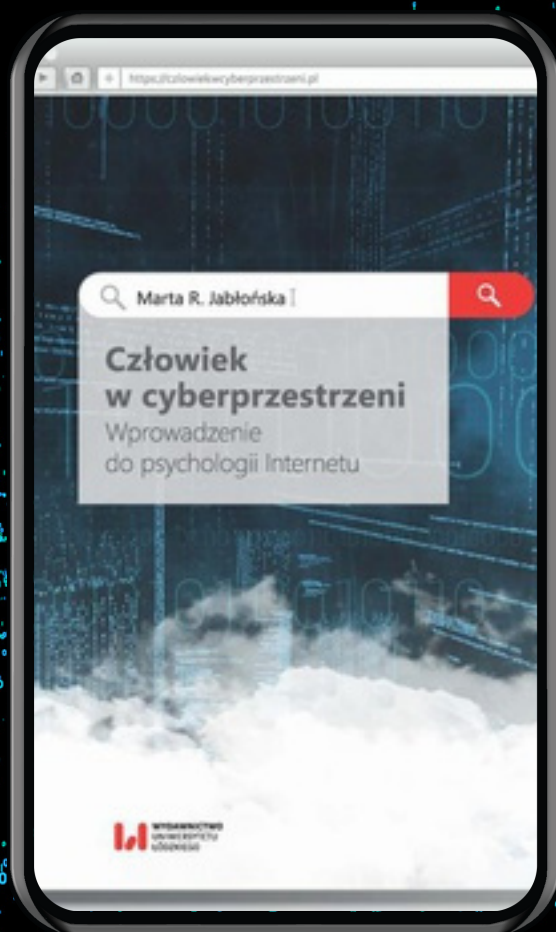 https://czlowiekwcyberprzestrzeni.pl
Marta R. Jabłońska
Człowiek
w cyberprzestrzeni
Wprowadzenie
do psychologii Internetu
WYDAWNICTWO
UNIWERSYTETU
ŁÓDZKIEGO